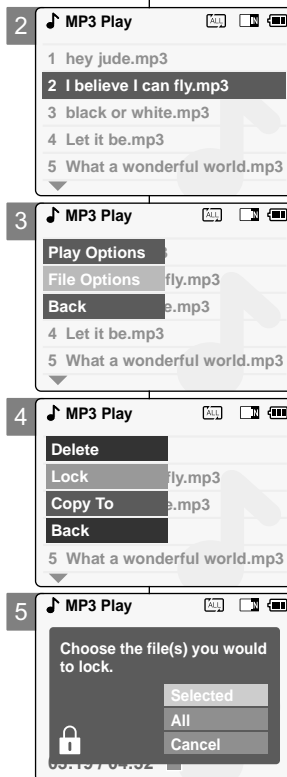 2
MP3 Play ALL N
1 hey jude.mp3
2 I believe I can fly.mp3
3 black or white.mp3
4 Let it be.mp3
5 What a wonderful world.mp3
3
MP3 Play ALL N
Play Options
File Options fly.mp3
Back e.mp3
4 Let it be.mp3
5 What a wonderful world.mp3
4
MP3 Play ALL N
Delete
Lock fly.mp3
Copy To e.mp3
Back
5 What a wonderful world.mp3
5
MP3 Play ALL N
Choose the file(s) you would
to lock.
Selected
All
Cancel